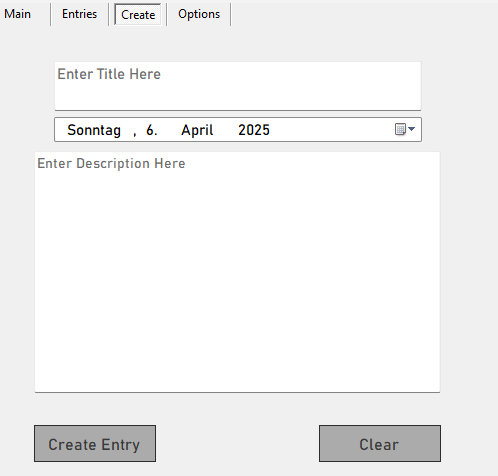 Main Entries Create Options
Enter Title Here
Sonntag , 6. April 2025
Enter Description Here
Create Entry Clear